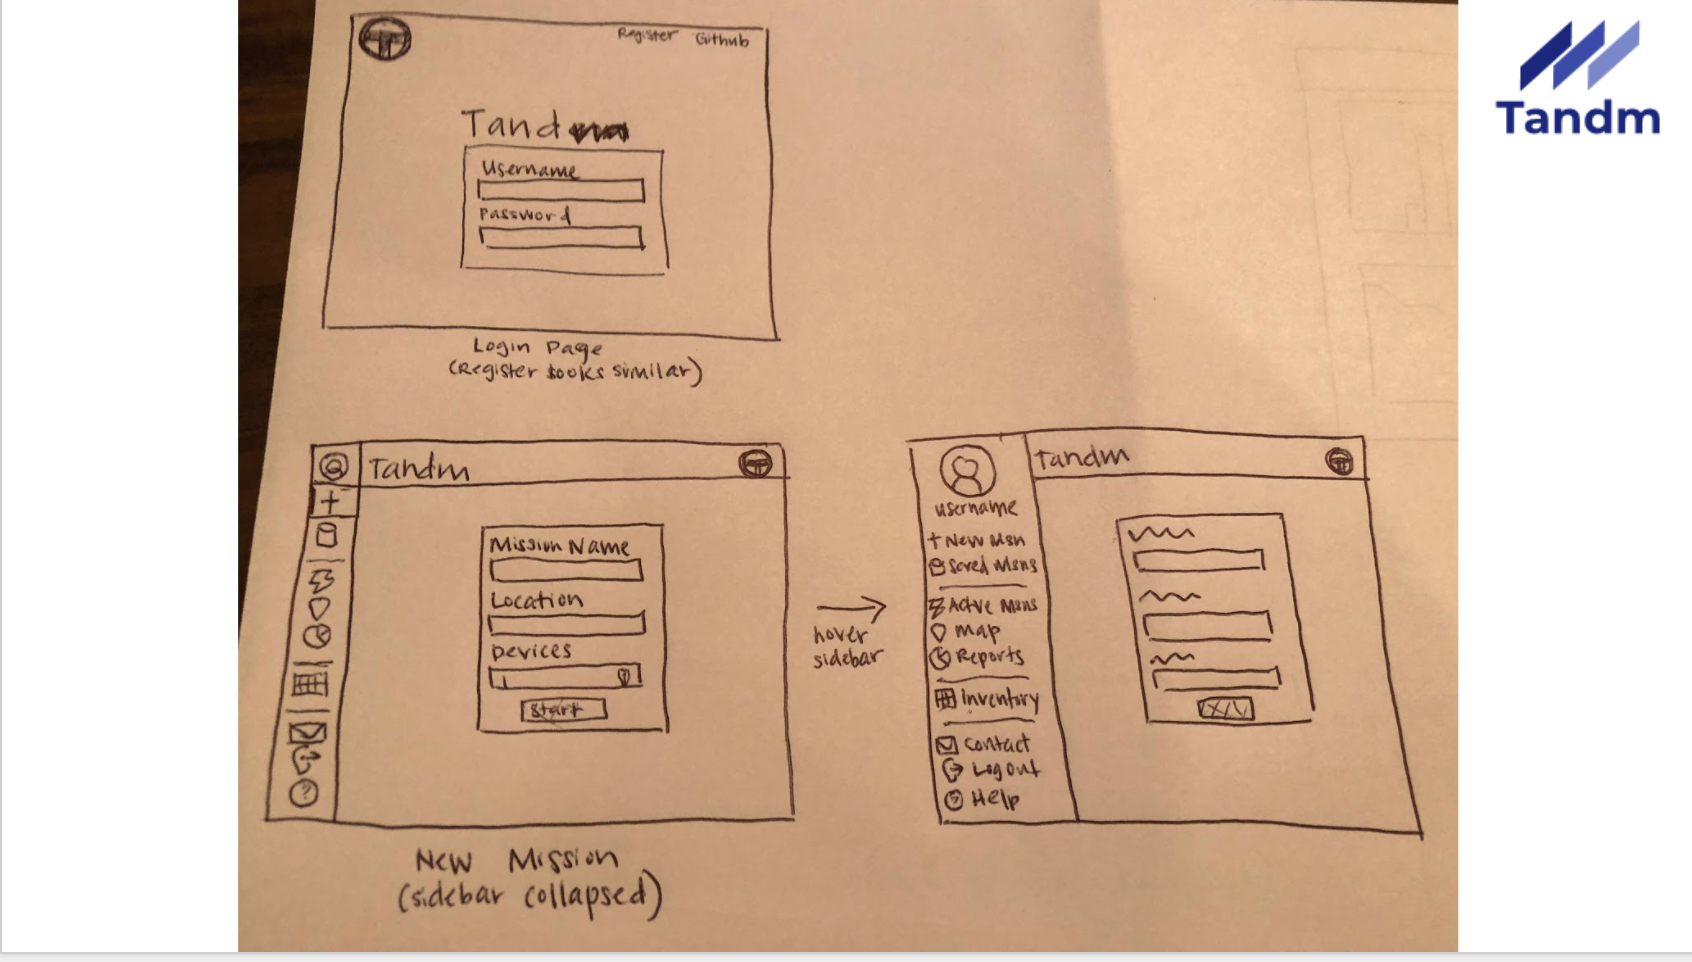 Tandm
Register Github
Tand
Username
Password
Login Page
(Register looks similar)
Tandm
Mission Name
Location
Devices
Start
New Mission
(sidebar collapsed)
hover
sidebar
Tandm
username
+ New Msn
Saved Msns
Active Msns
Map
Reports
Inventory
Contact
Log out
? Help